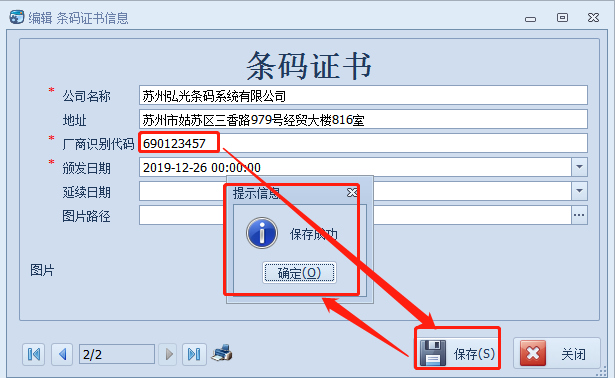 编辑 条码证书信息
条码证书
* 公司名称 苏州弘光条码系统有限公司
地址 苏州市姑苏区三香路979号经贸大楼816室
* 厂商识别代码 690123457
* 颁发日期 2019-12-26 00:00:00
延续日期
图片路径 ...
提示信息
保存成功
确定(O)
图片
2/2
保存(S)
关闭